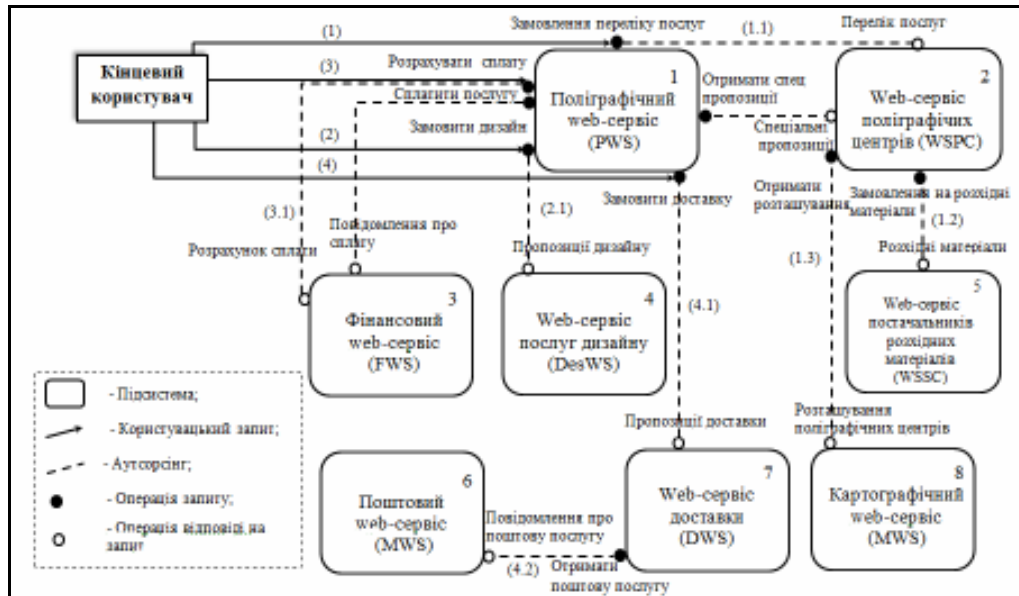 (1)
Замовлення переліку послуг
(1.1)
Перелік послуг
Кінцевий
користувач
(3)
Розрахувати сплату
Сплатити послугу
Замовити дизайн
(2)
(4)
1
Поліграфічний
web-сервіс
(PWS)
Отримати спец
пропозиції
Спеціальні
пропозиції
2
Web-сервіс
поліграфічих
центрів (WSPC)
Замовити доставку
Отримати
розташування
Замовлення на розхідні
матеріали
(1.2)
(3.1)
(2.1)
Повідомлення про
сплату
Розрахунок сплати
Пропозиції дизайну
(4.1)
(1.3)
Розхідні матеріали
3
Фінансовий
web-сервіс
(FWS)
4
Web-сервіс
послуг дизайну
(DesWS)
5
Web-сервіс
постачальників
розхідних
матеріалів
(WSSC)
- Підсистема;
- Користувацький запит;
- Аутсорсінг;
- Операція запиту;
- Операція відповіді на
запит
Пропозиції доставки
Розташування
поліграфічних центрів
6
Поштовий
web-сервіс
(MWS)
Повідомлення про
поштову послугу
(4.2)
Отримати
поштову послугу
7
Web-сервіс
доставки
(DWS)
8
Картографічний
web-сервіс
(MWS)